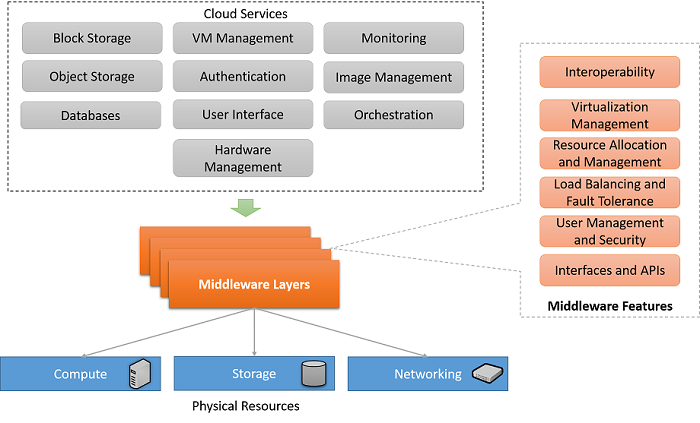 Cloud Services
Block Storage
VM Management
Monitoring
Object Storage
Authentication
Image Management
Databases
User Interface
Orchestration
Hardware
Management
Interoperability
Virtualization
Management
Resource Allocation
and Management
Load Balancing and
Fault Tolerance
User Management
and Security
Interfaces and APIs
Middleware Features
Middleware Layers
Compute
Storage
Networking
Physical Resources